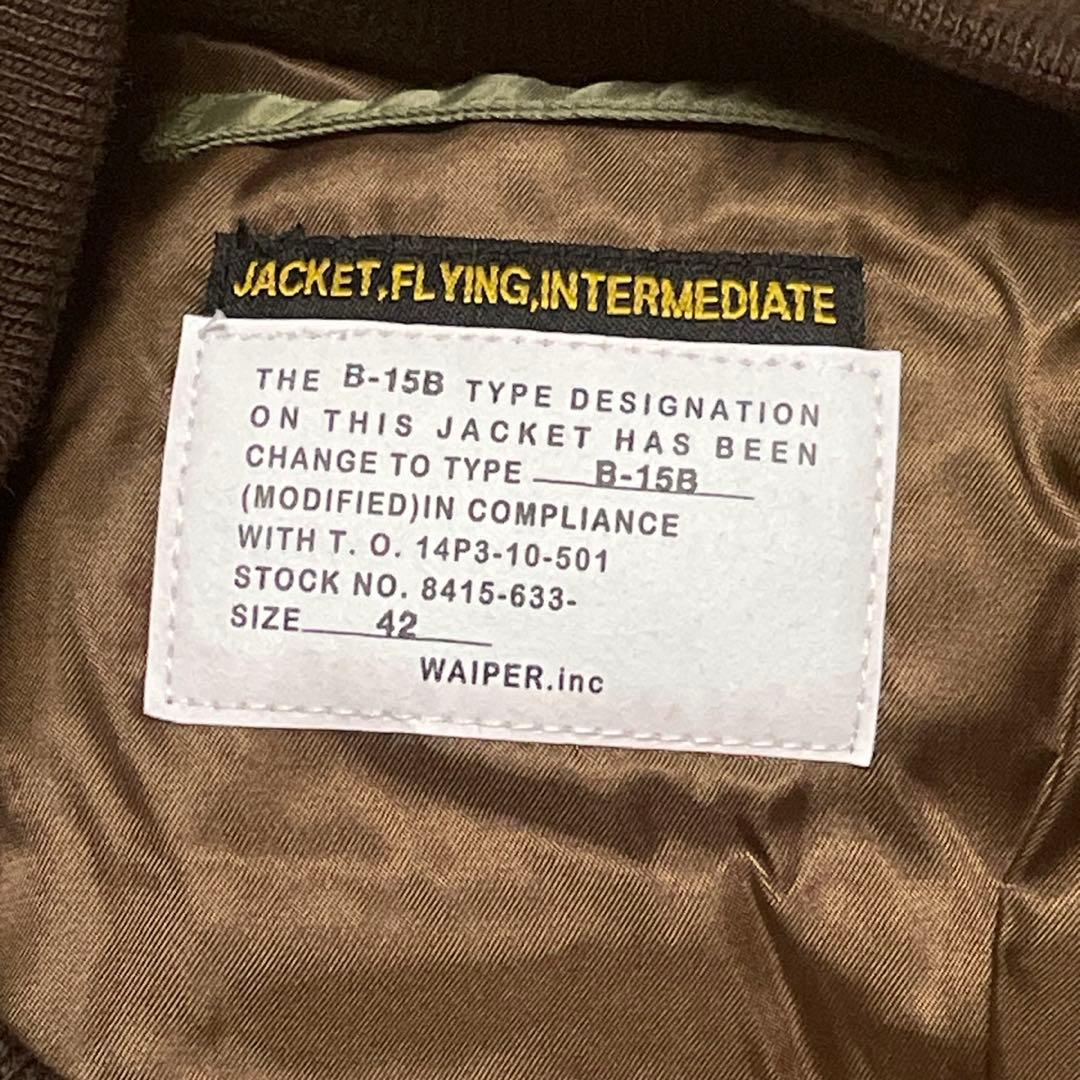 JACKET,FLYING,INTERMEDIATE
THE B-15B TYPE DESIGNATION
ON THIS JACKET HAS BEEN
CHANGE TO TYPE B-15B
(MODIFIED)IN COMPLIANCE
WITH T. O. 14P3-10-501
STOCK NO. 8415-633-
SIZE 42
WAIPER.inc